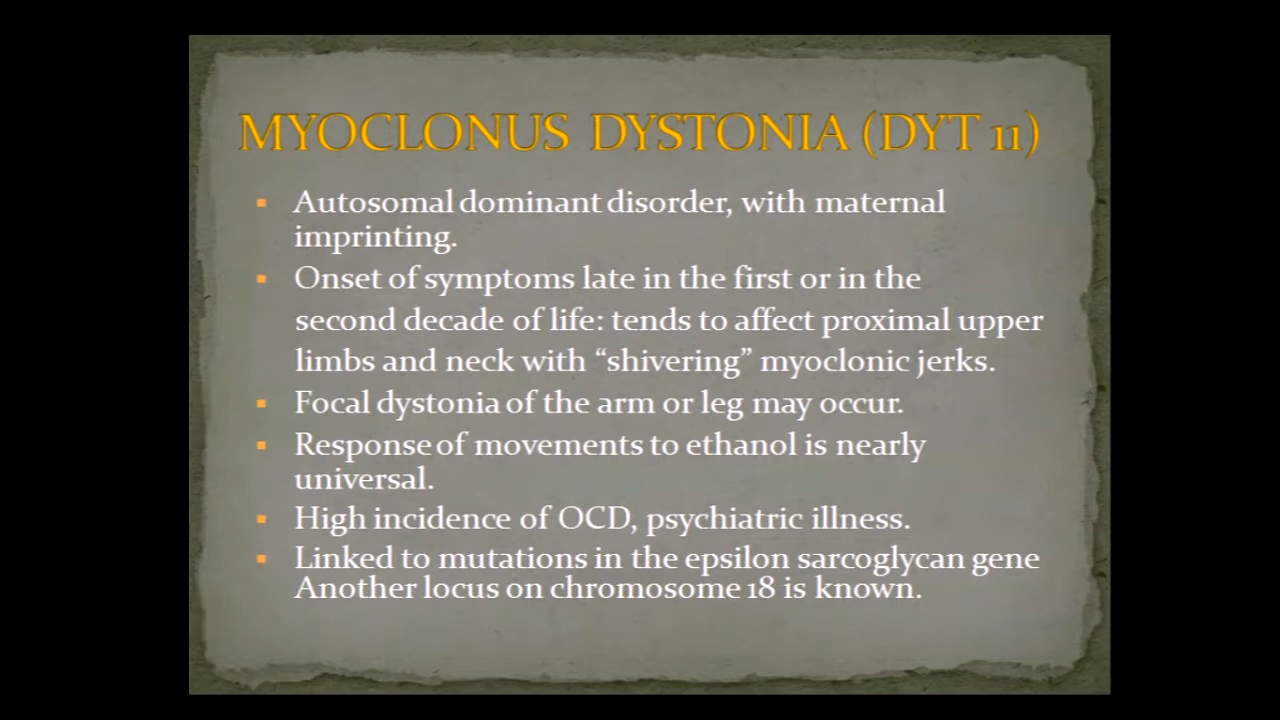 MYOCLONUS DYSTONIA (DYT 11)
Autosomal dominant disorder, with maternal
imprinting.
Onset of symptoms late in the first or in the
second decade of life: tends to affect proximal upper
limbs and neck with “shivering” myoclonic jerks.
Focal dystonia of the arm or leg may occur.
Response of movements to ethanol is nearly
universal.
High incidence of OCD, psychiatric illness.
Linked to mutations in the epsilon sarcoglycan gene
Another locus on chromosome 18 is known.